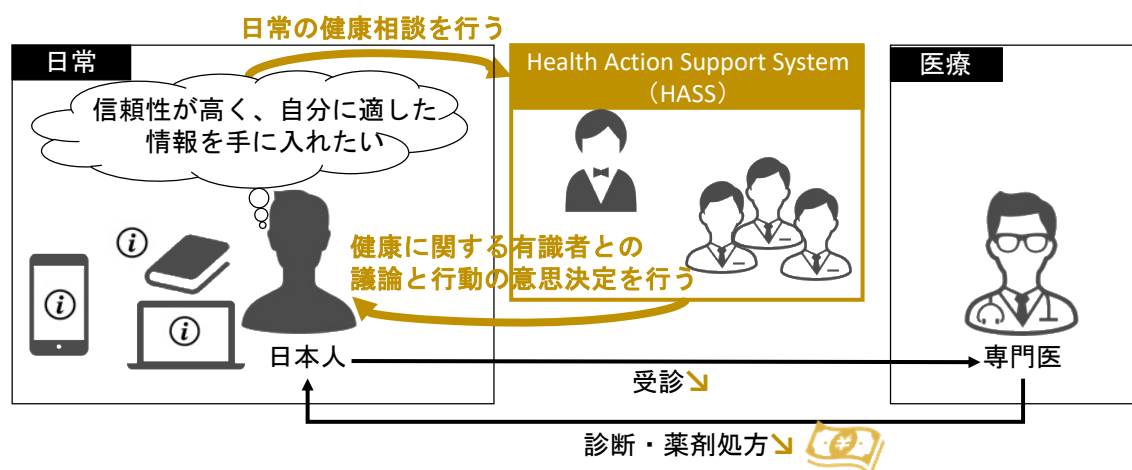 日常の健康相談を行う
日常
Health Action Support System
（HASS）
医療
信頼性が高く、自分に適した
情報を手に入れたい
健康に関する有識者との
議論と行動の意思決定を行う
i
i
i
日本人
専門医
受診↘
診断・薬剤処方↘
¥